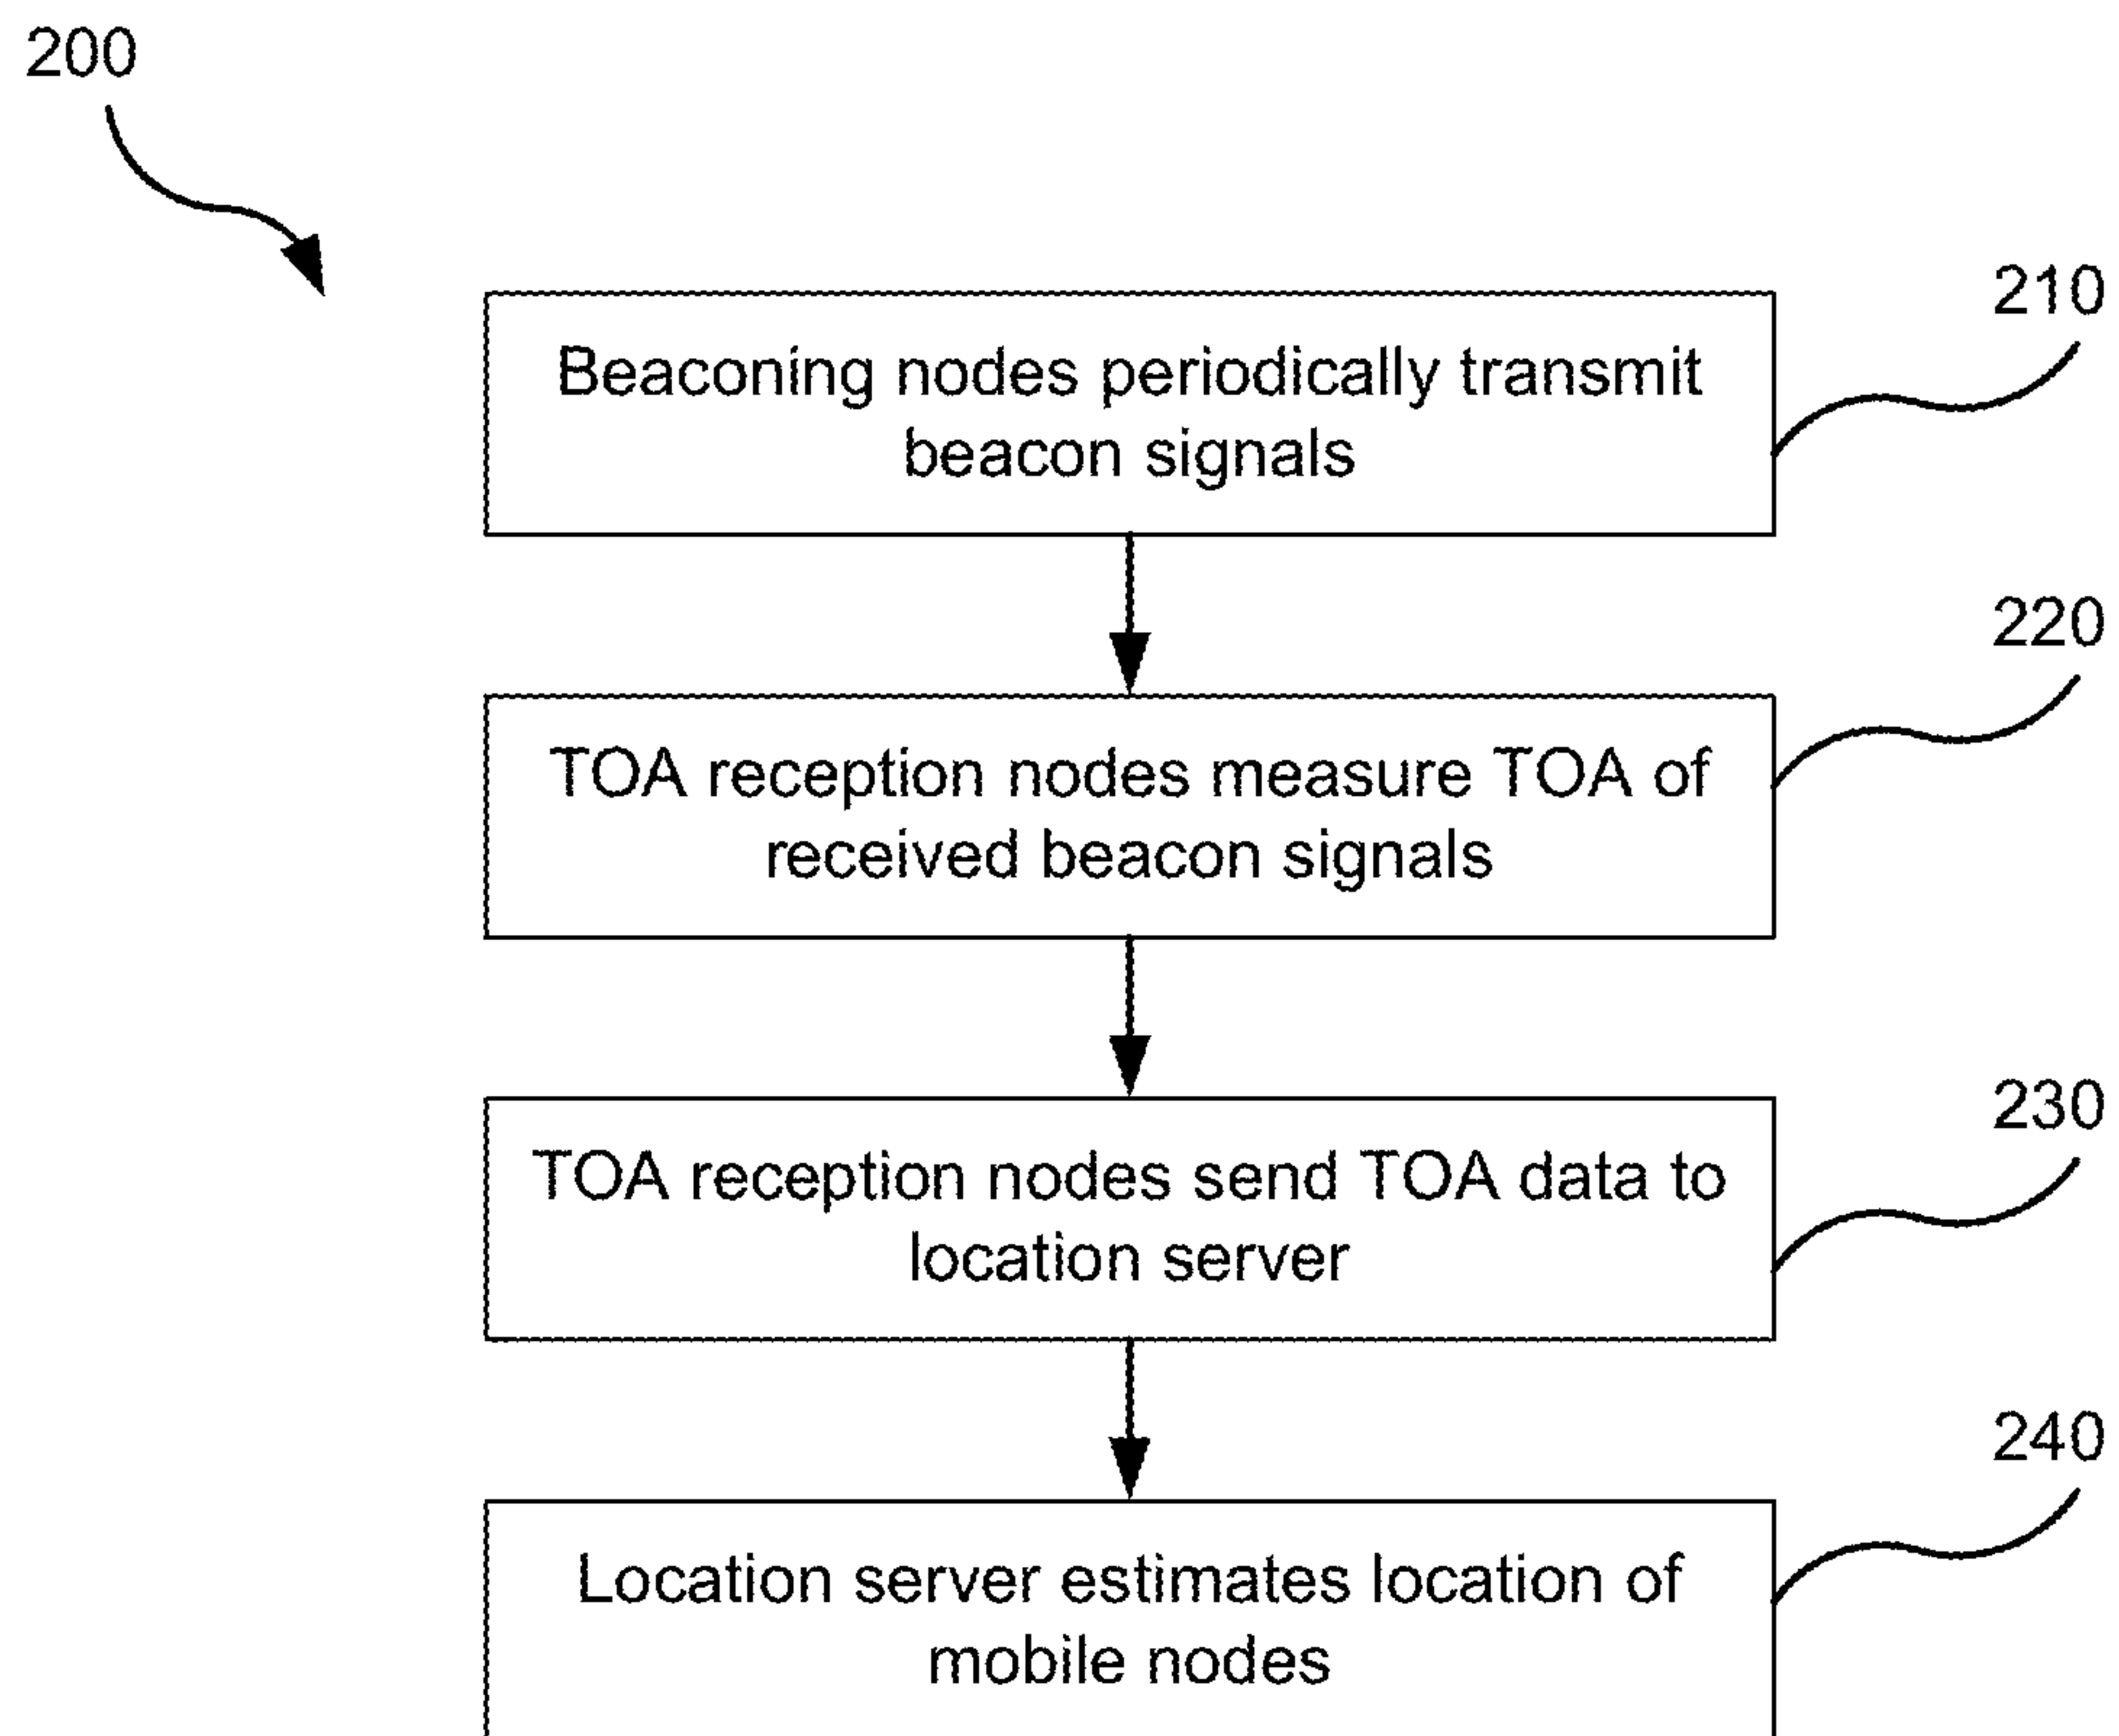 200
210
Beaconing nodes periodically transmit
beacon signals
220
TOA reception nodes measure TOA of
received beacon signals
230
TOA reception nodes send TOA data to
location server
240
Location server estimates location of
mobile nodes